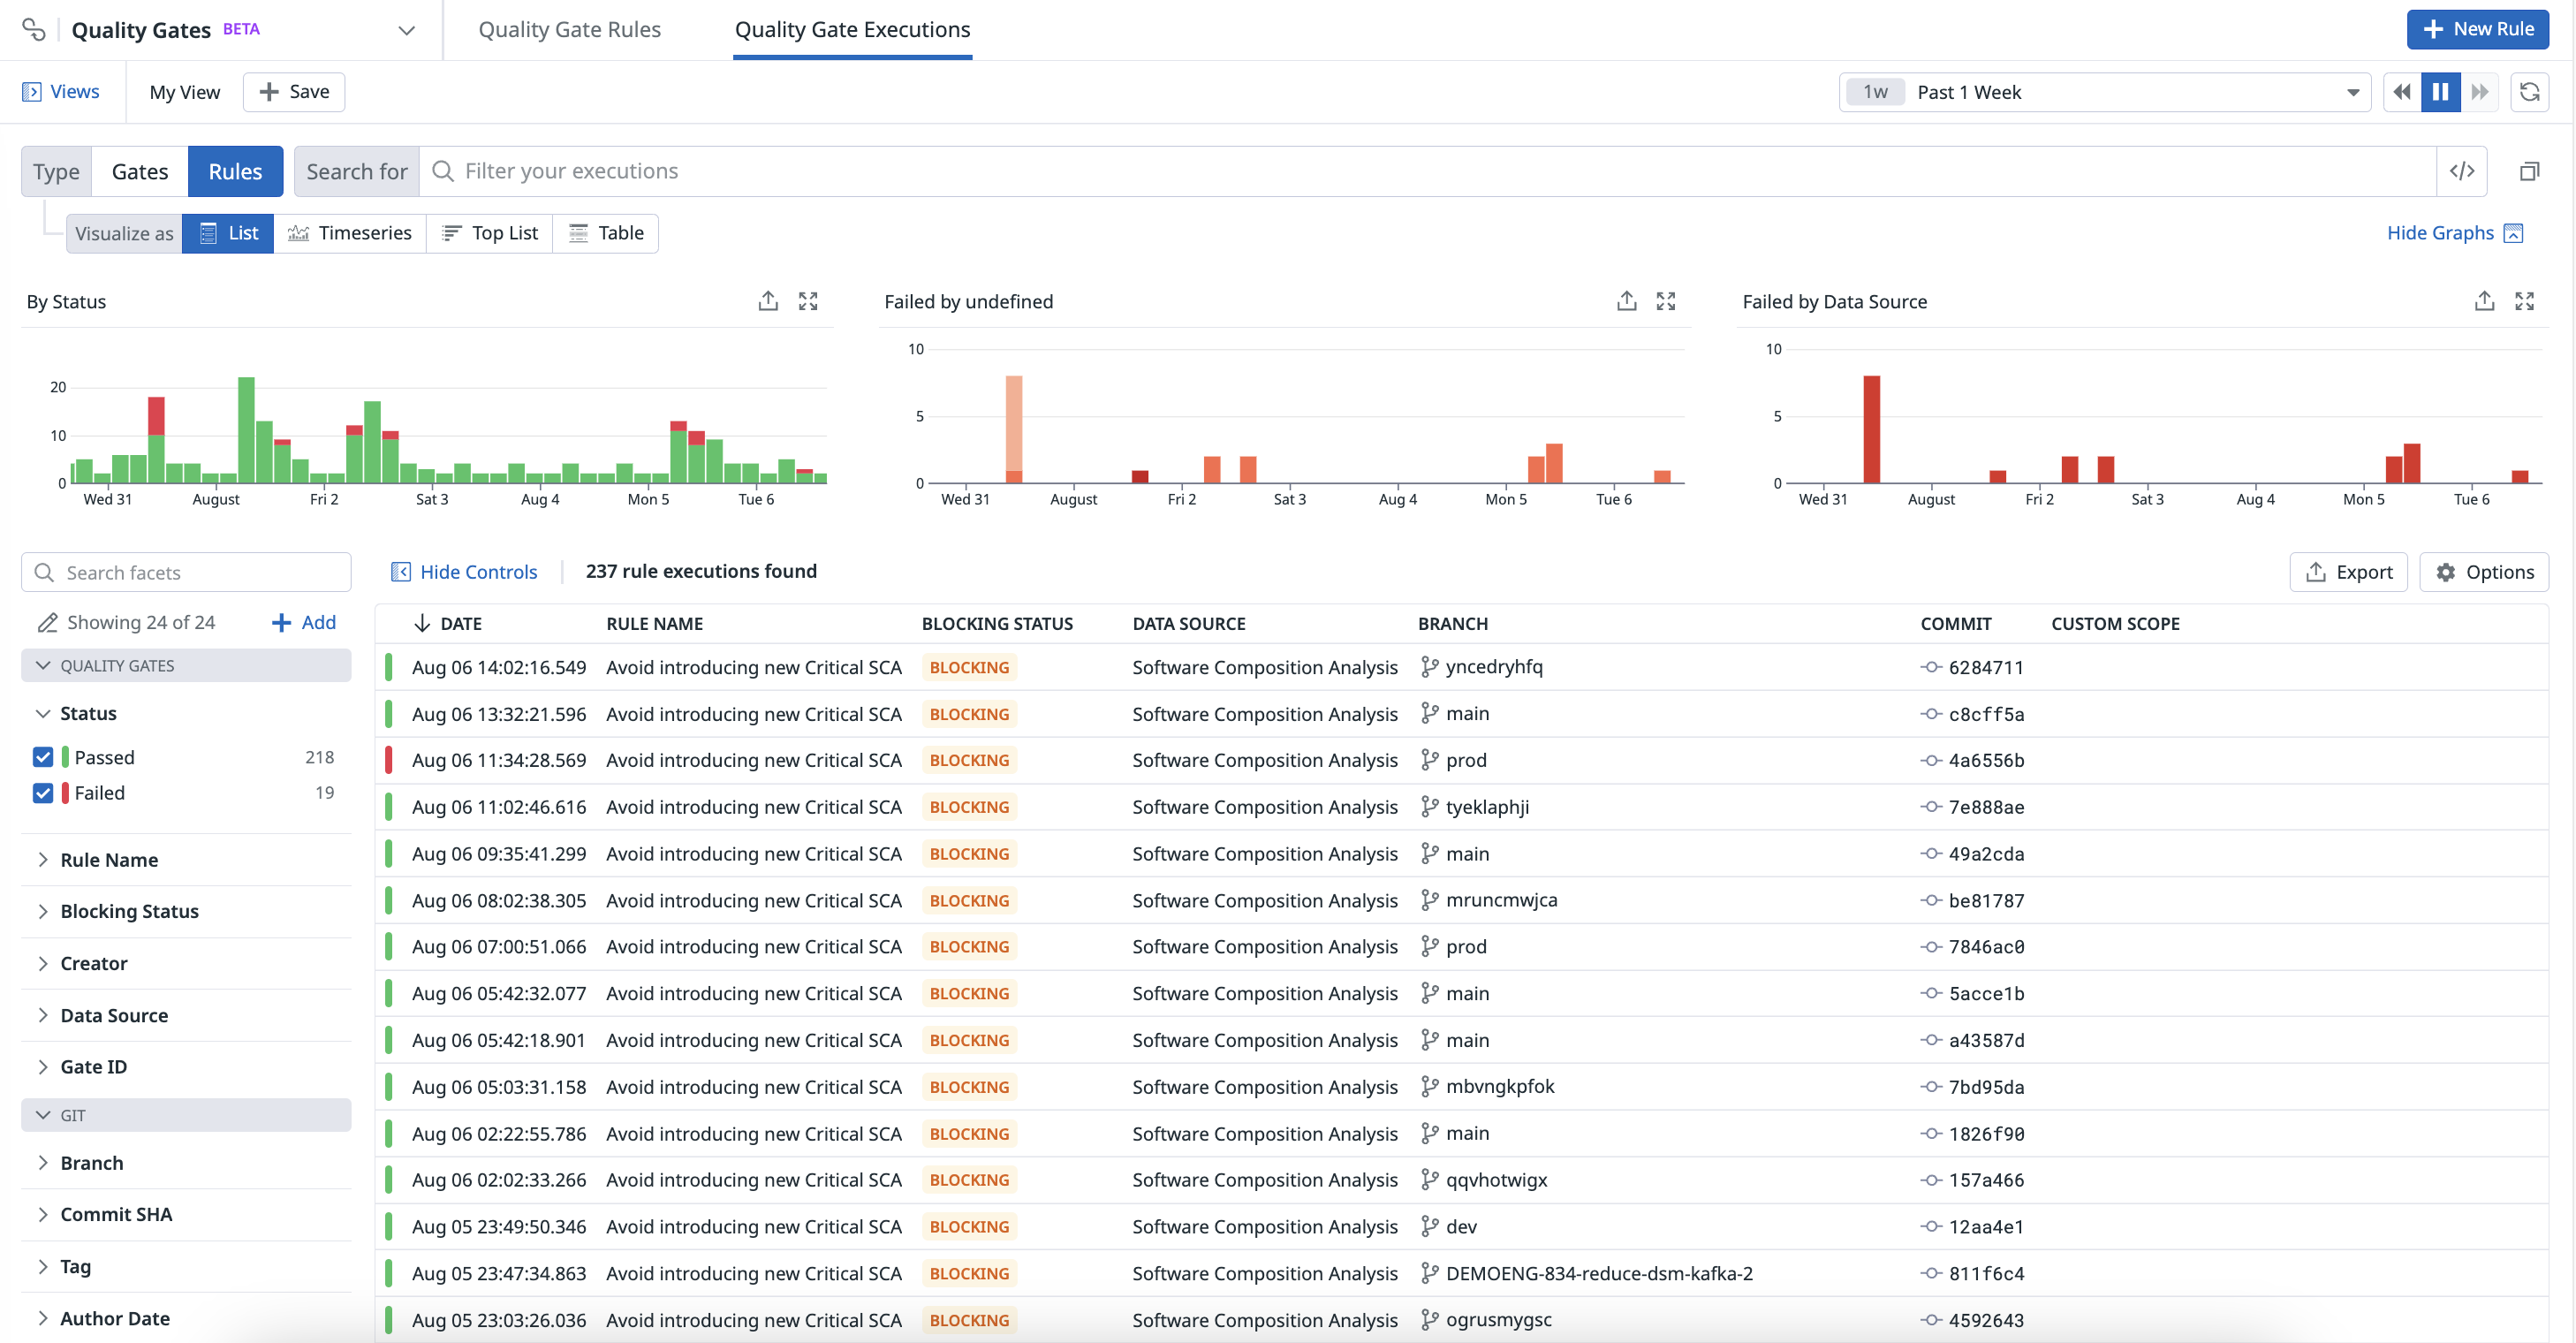 Quality Gates BETA
Quality Gate Rules
Quality Gate Executions
New Rule
Views
My View
Save
1w Past 1 Week
Type Gates Rules
Search for Filter your executions
Visualize as List Timeseries Top List Table
Hide Graphs
By Status
20
10
0
Wed 31 August Fri 2 Sat 3 Aug 4 Mon 5 Tue 6
Failed by undefined
10
5
0
Wed 31 August Fri 2 Sat 3 Aug 4 Mon 5 Tue 6
Failed by Data Source
10
5
0
Wed 31 August Fri 2 Sat 3 Aug 4 Mon 5 Tue 6
Search facets
Showing 24 of 24 Add
QUALITY GATES
Status
Passed 218
Failed 19
Rule Name
Blocking Status
Creator
Data Source
Gate ID
GIT
Branch
Commit SHA
Tag
Author Date
Hide Controls
237 rule executions found
Export
Options
DATE RULE NAME BLOCKING STATUS DATA SOURCE BRANCH COMMIT CUSTOM SCOPE
Aug 06 14:02:16.549 Avoid introducing new Critical SCA BLOCKING Software Composition Analysis yncedryhfq 6284711
Aug 06 13:32:21.596 Avoid introducing new Critical SCA BLOCKING Software Composition Analysis main c8cff5a
Aug 06 11:34:28.569 Avoid introducing new Critical SCA BLOCKING Software Composition Analysis prod 4a6556b
Aug 06 11:02:46.616 Avoid introducing new Critical SCA BLOCKING Software Composition Analysis tyeklaphji 7e888ae
Aug 06 09:35:41.299 Avoid introducing new Critical SCA BLOCKING Software Composition Analysis main 49a2cda
Aug 06 08:02:38.305 Avoid introducing new Critical SCA BLOCKING Software Composition Analysis mruncmwjca be81787
Aug 06 07:00:51.066 Avoid introducing new Critical SCA BLOCKING Software Composition Analysis prod 7846ac0
Aug 06 05:42:32.077 Avoid introducing new Critical SCA BLOCKING Software Composition Analysis main 5acce1b
Aug 06 05:42:18.901 Avoid introducing new Critical SCA BLOCKING Software Composition Analysis main a43587d
Aug 06 05:03:31.158 Avoid introducing new Critical SCA BLOCKING Software Composition Analysis mbvngkpfok 7bd95da
Aug 06 02:22:55.786 Avoid introducing new Critical SCA BLOCKING Software Composition Analysis main 1826f90
Aug 06 02:02:33.266 Avoid introducing new Critical SCA BLOCKING Software Composition Analysis qqvhotwigx 157a466
Aug 05 23:49:50.346 Avoid introducing new Critical SCA BLOCKING Software Composition Analysis dev 12aa4e1
Aug 05 23:47:34.863 Avoid introducing new Critical SCA BLOCKING Software Composition Analysis DEMOENG-834-reduce-dsm-kafka-2 811f6c4
Aug 05 23:03:26.036 Avoid introducing new Critical SCA BLOCKING Software Composition Analysis ogrusmygsc 4592643